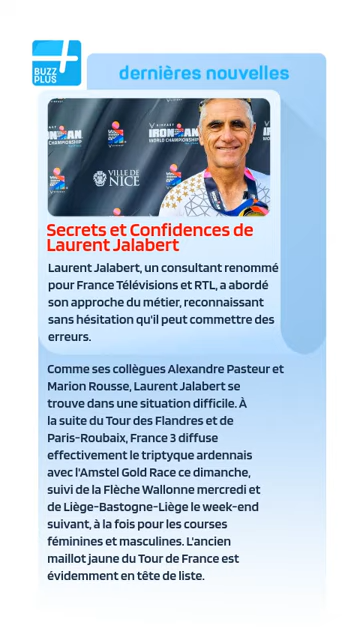 BUZZ
PLUS
dernières nouvelles
IRONMAN
WORLD CHAMPIONSHIP
VILLE DE
NICE
Secrets et Confidences de
Laurent Jalabert
Laurent Jalabert, un consultant renommé
pour France Télévisions et RTL, a abordé
son approche du métier, reconnaissant
sans hésitation qu'il peut commettre des
erreurs.
Comme ses collègues Alexandre Pasteur et
Marion Rousse, Laurent Jalabert se
trouve dans une situation difficile. À
la suite du Tour des Flandres et de
Paris-Roubaix, France 3 diffuse
effectivement le triptyque ardennais
avec l'Amstel Gold Race ce dimanche,
suivi de la Flèche Wallonne mercredi et
de Liège-Bastogne-Liège le week-end
suivant, à la fois pour les courses
féminines et masculines. L'ancien
maillot jaune du Tour de France est
évidemment en tête de liste.